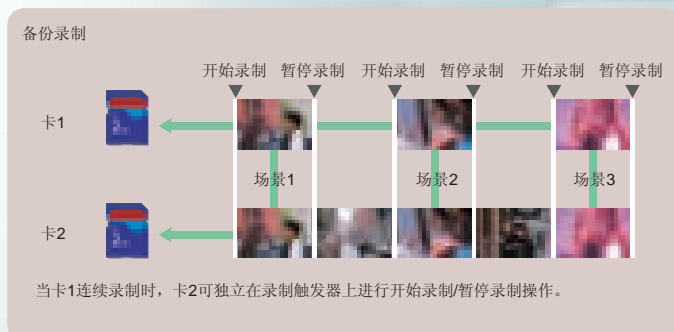 备份录制
开始录制 暂停录制 开始录制 暂停录制 开始录制 暂停录制
卡1
场景1 场景2 场景3
卡2
当卡1连续录制时，卡2可独立在录制触发器上进行开始录制/暂停录制操作。